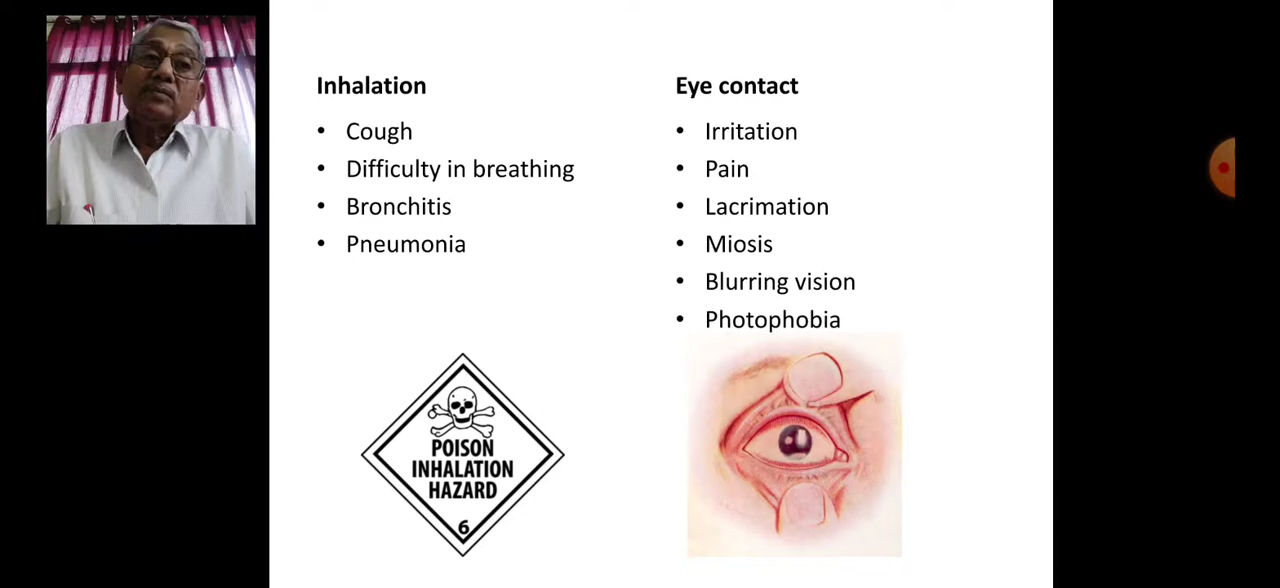 Inhalation
• Cough
• Difficulty in breathing
• Bronchitis
• Pneumonia
Eye contact
• Irritation
• Pain
• Lacrimation
• Miosis
• Blurring vision
• Photophobia
POISON
INHALATION
HAZARD
6